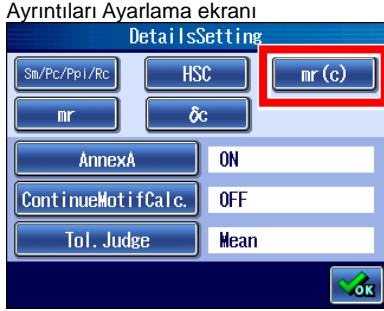 Ayrıntıları Ayarlama ekranı
DetailsSetting
Sm/Pc/Ppi/Rc HSC mr(c)
mr δc
AnnexA ON
ContinueMotifCalc. OFF
Tol.Judge Mean
OK